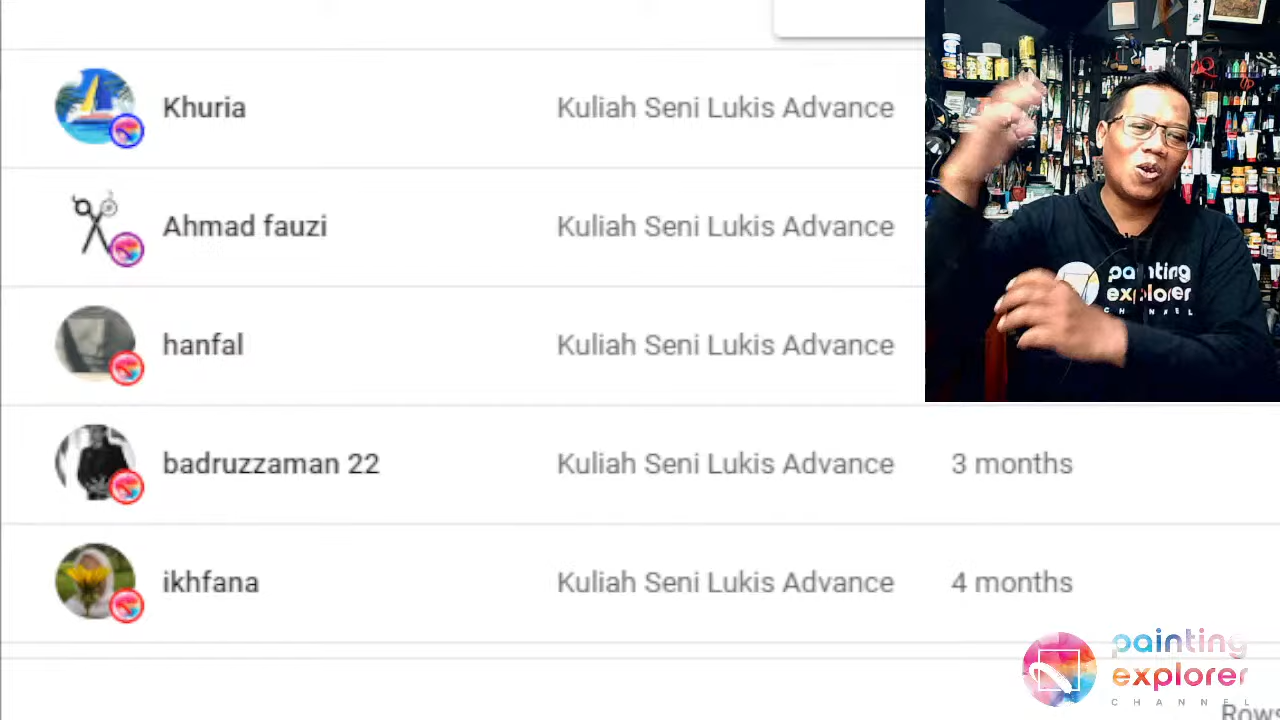 Khuria Kuliah Seni Lukis Advance
Ahmad fauzi Kuliah Seni Lukis Advance
hanfal Kuliah Seni Lukis Advance
badruzzaman 22 Kuliah Seni Lukis Advance 3 months
ikhfana Kuliah Seni Lukis Advance 4 months
painting
explorer
CHANNEL
painting
explorer
CHANNEL
Rows